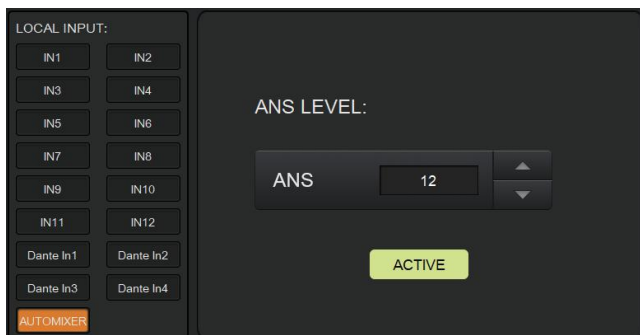 LOCAL INPUT:
IN1 IN2
IN3 IN4
IN5 IN6
IN7 IN8
IN9 IN10
IN11 IN12
Dante In1 Dante In2
Dante In3 Dante In4
AUTOMIXER
ANS LEVEL:
ANS 12
ACTIVE